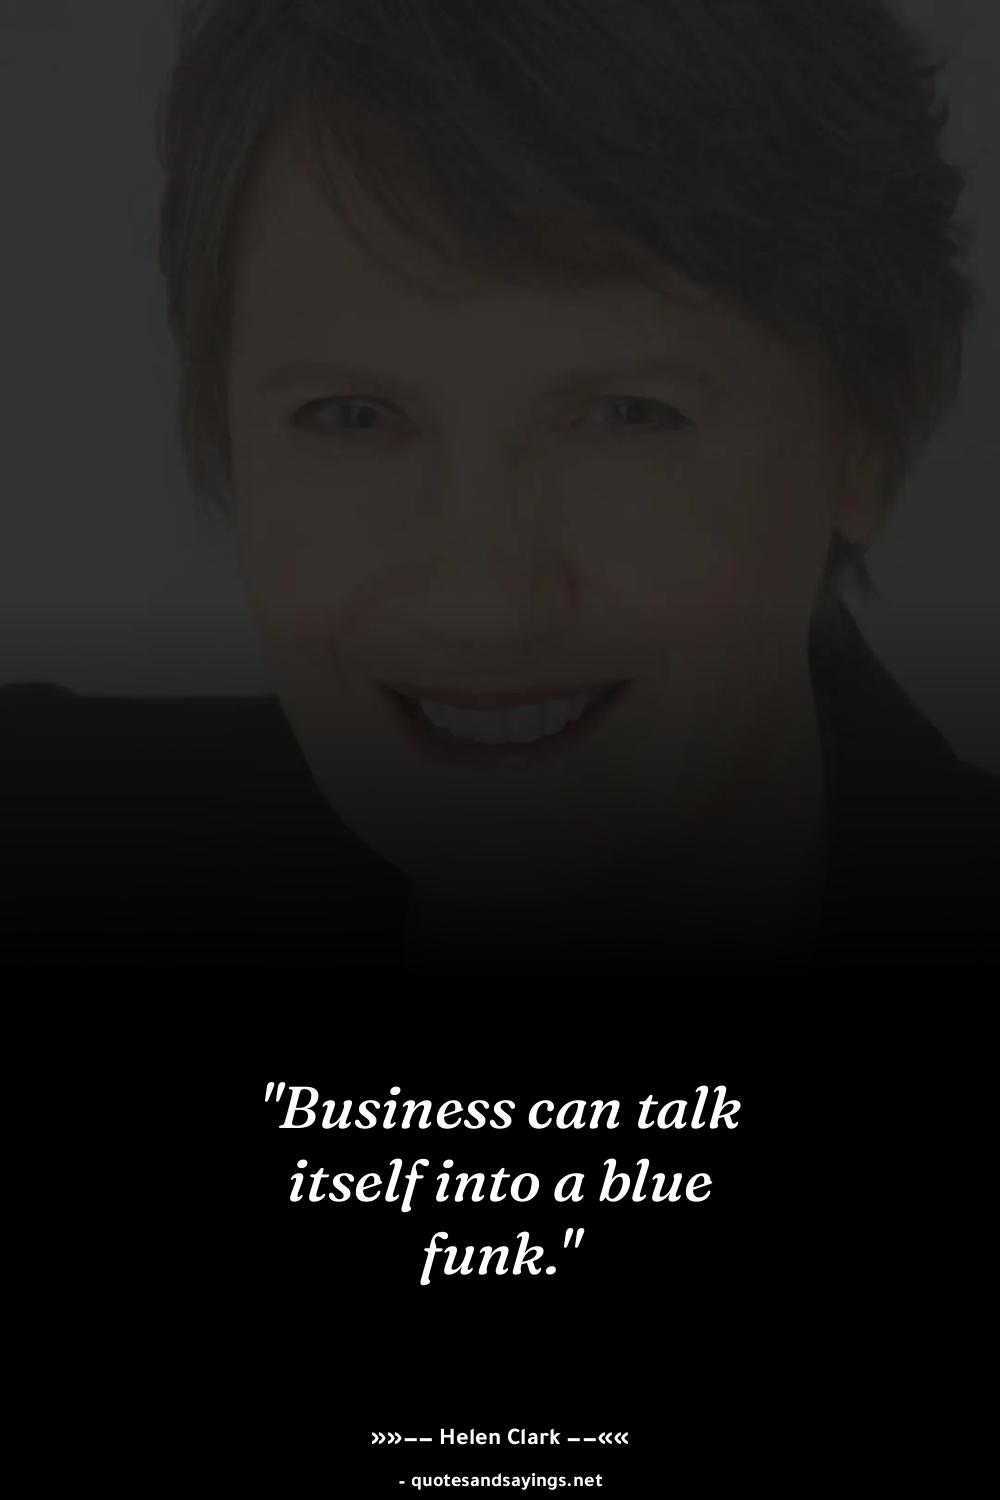 "Business can talk
itself into a blue
funk."
»»–– Helen Clark ––««
- quotesandsayings.net